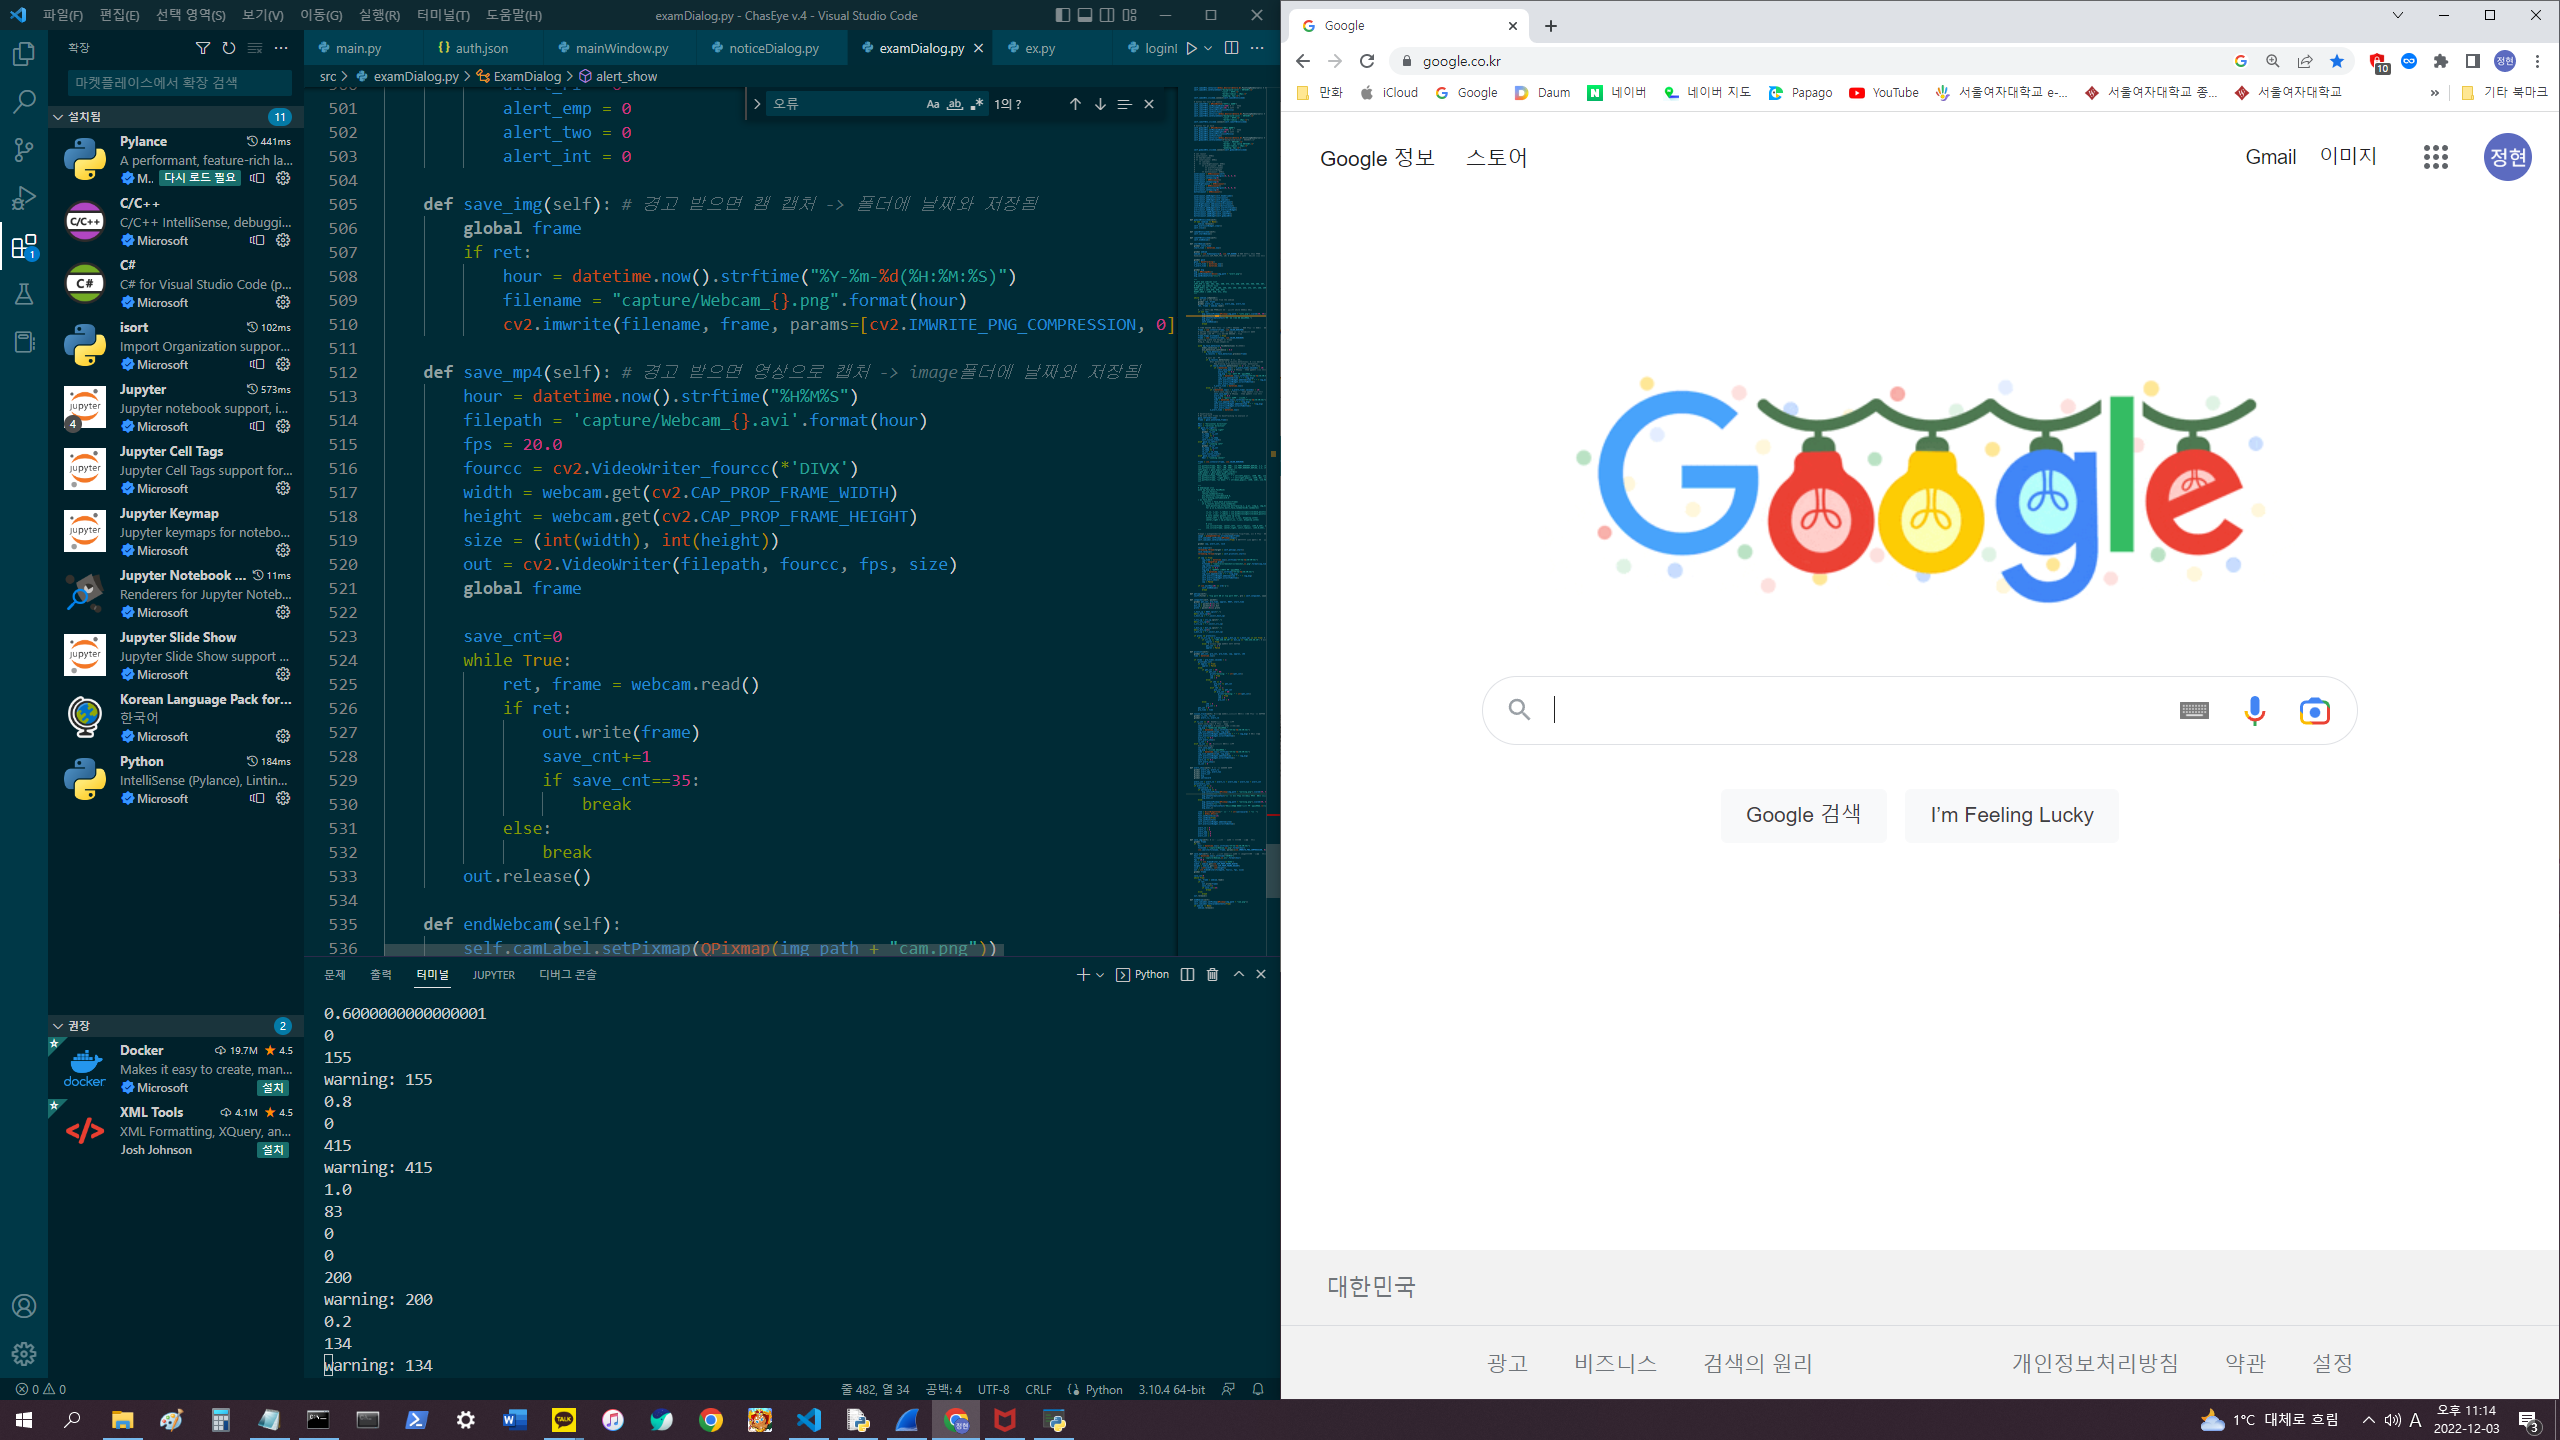 파일(F) 편집(E) 선택 영역(S) 보기(V) 이동(G) 실행(R) 터미널(T) 도움말(H)
examDialog.py - ChasEye v.4 - Visual Studio Code
확장
마켓플레이스에서 확장 검색
설치됨 11
Pylance 441ms
A performant, feature-rich la...
M.. 다시 로드 필요
C/C++
C/C++ IntelliSense, debuggi...
Microsoft
C#
C# for Visual Studio Code (p...
Microsoft
isort 102ms
Import Organization suppor...
Microsoft
Jupyter 573ms
Jupyter notebook support, i...
4
Microsoft
Jupyter Cell Tags
Jupyter Cell Tags support for...
Microsoft
Jupyter Keymap
Jupyter keymaps for notebo...
Microsoft
Jupyter Notebook ... 11ms
Renderers for Jupyter Noteb...
Microsoft
Jupyter Slide Show
Jupyter Slide Show support ...
Microsoft
Korean Language Pack for...
한국어
Microsoft
Python 184ms
IntelliSense (Pylance), Lintin...
Microsoft
권장 2
Docker 19.7M 4.5
Makes it easy to create, man...
Microsoft 설치
XML Tools 4.1M 4.5
XML Formatting, XQuery, an...
Josh Johnson 설치
main.py auth.json mainWindow.py noticeDialog.py examDialog.py ex.py loginl
src > examDialog.py > ExamDialog > alert_show
오류 Aa ab 1의 ?
501 alert_emp = 0
502 alert_two = 0
503 alert_int = 0
504
505 def save_img(self): # 경고 받으면 캠 캡처 -> 폴더에 날짜와 저장됨
506 global frame
507 if ret:
508 hour = datetime.now().strftime("%Y-%m-%d(%H:%M:%S)")
509 filename = "capture/Webcam_{}.png".format(hour)
510 cv2.imwrite(filename, frame, params=[cv2.IMWRITE_PNG_COMPRESSION, 0]
511
512 def save_mp4(self): # 경고 받으면 영상으로 캡처 -> image폴더에 날짜와 저장됨
513 hour = datetime.now().strftime("%H%M%S")
514 filepath = 'capture/Webcam_{}.avi'.format(hour)
515 fps = 20.0
516 fourcc = cv2.VideoWriter_fourcc(*'DIVX')
517 width = webcam.get(cv2.CAP_PROP_FRAME_WIDTH)
518 height = webcam.get(cv2.CAP_PROP_FRAME_HEIGHT)
519 size = (int(width), int(height))
520 out = cv2.VideoWriter(filepath, fourcc, fps, size)
521 global frame
522
523 save_cnt=0
524 while True:
525 ret, frame = webcam.read()
526 if ret:
527 out.write(frame)
528 save_cnt+=1
529 if save_cnt==35:
530 break
531 else:
532 break
533 out.release()
534
535 def endWebcam(self):
536 self.camLabel.setPixmap(QPixmap(img_path + "cam.png"))
문제 출력 터미널 JUPYTER 디버그 콘솔
Python
0.6000000000000001
0
155
warning: 155
0.8
0
415
warning: 415
1.0
83
0
0
200
warning: 200
0.2
134
warning: 134
0 0
줄 482, 열 34 공백: 4 UTF-8 CRLF Python 3.10.4 64-bit
Google
google.co.kr
10
정현
만화 iCloud Google Daum 네이버 네이버 지도 Papago YouTube 서울여자대학교 e-... 서울여자대학교 종... 서울여자대학교 » 기타 북마크
Google 정보 스토어 Gmail 이미지 정현
Google
Google 검색 I'm Feeling Lucky
대한민국
광고 비즈니스 검색의 원리 개인정보처리방침 약관 설정
TALK
1°C 대체로 흐림 A 오후 11:14
2022-12-03
3